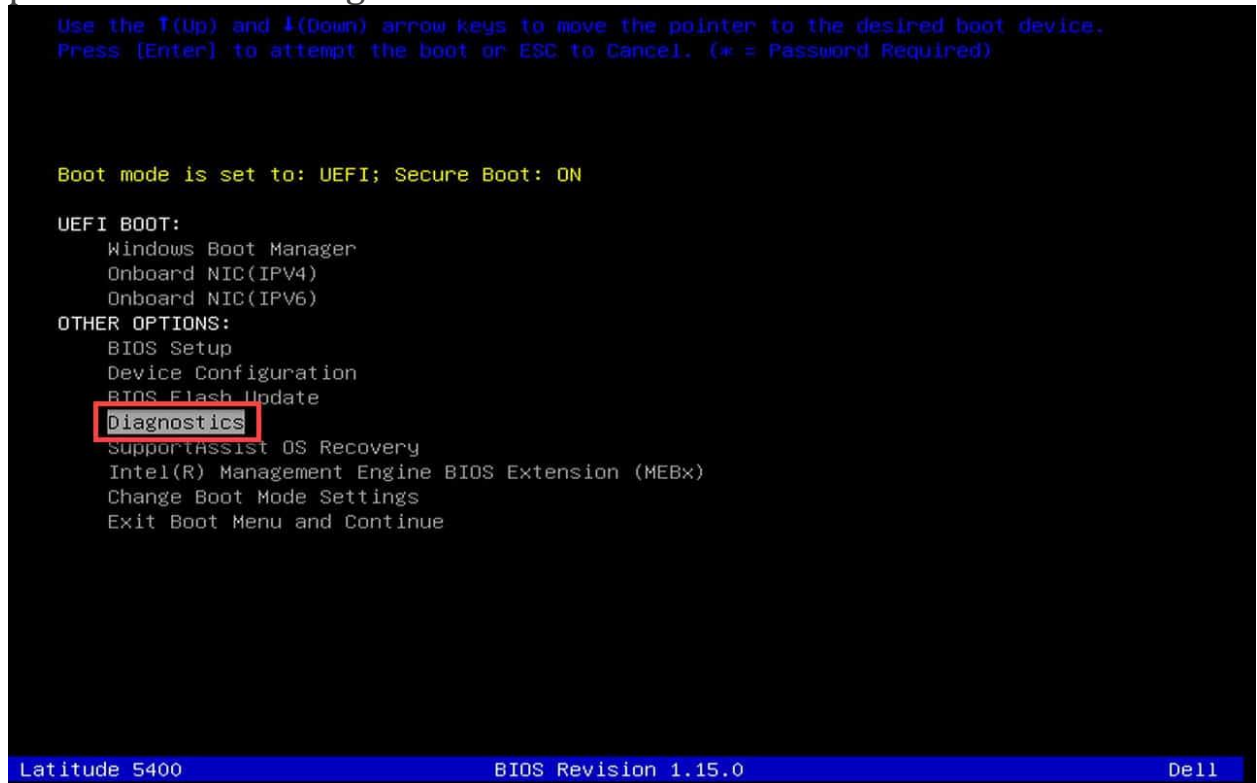 Use the ↑(Up) and ↓(Down) arrow keys to move the pointer to the desired boot device.
Press [Enter] to attempt the boot or ESC to Cancel. (* = Password Required)
Boot mode is set to: UEFI; Secure Boot: ON
UEFI BOOT:
Windows Boot Manager
Onboard NIC(IPV4)
Onboard NIC(IPV6)
OTHER OPTIONS:
BIOS Setup
Device Configuration
BIOS Flash Update
Diagnostics
SupportAssist OS Recovery
Intel(R) Management Engine BIOS Extension (MEBx)
Change Boot Mode Settings
Exit Boot Menu and Continue
Latitude 5400 BIOS Revision 1.15.0 Dell